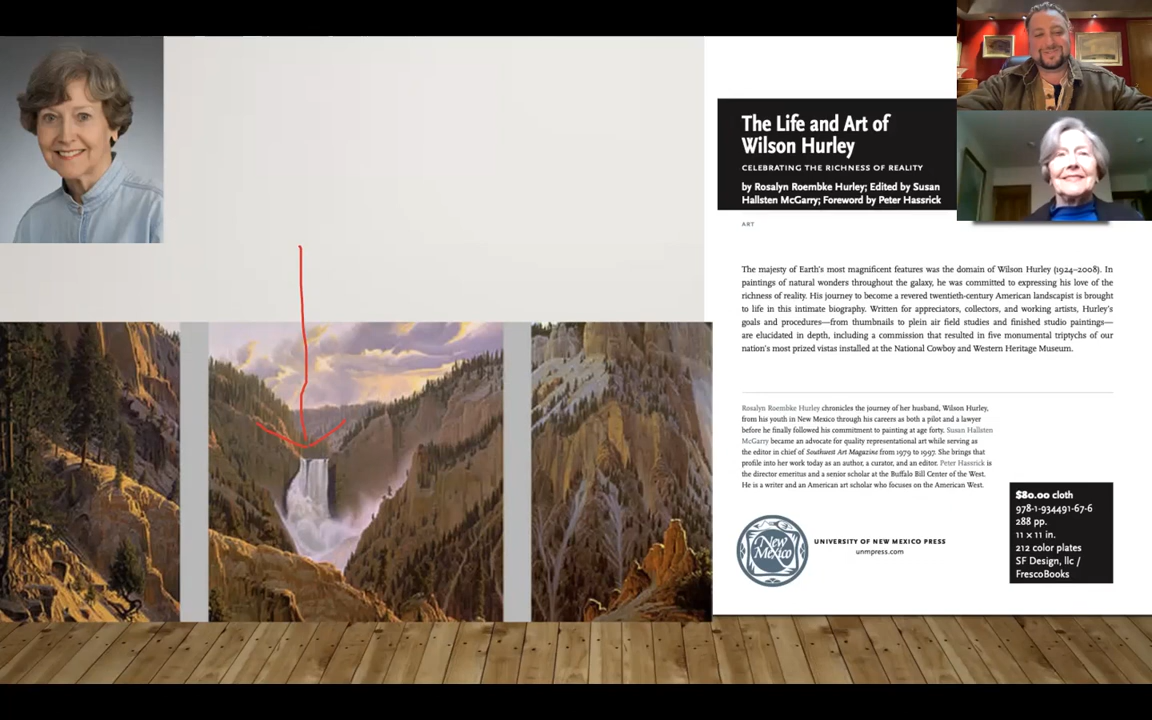 The Life and Art of
Wilson Hurley
CELEBRATING THE RICHNESS OF REALITY
by Rosalyn Roembke Hurley; Edited by Susan
Hallsten McGarry; Foreword by Peter Hassrick
ART
The majesty of Earth's most magnificent features was the domain of Wilson Hurley (1924–2008). In
paintings of natural wonders throughout the galaxy, he was committed to expressing his love of the
richness of reality. His journey to become a revered twentieth-century American landscapist is brought
to life in this intimate biography. Written for appreciators, collectors, and working artists, Hurley's
goals and procedures—from thumbnails to plein air field studies and finished studio paintings—
are elucidated in depth, including a commission that resulted in five monumental triptychs of our
nation's most prized vistas installed at the National Cowboy and Western Heritage Museum.
Rosalyn Roembke Hurley chronicles the journey of her husband, Wilson Hurley,
from his youth in New Mexico through his careers as both a pilot and a lawyer
before he finally followed his commitment to painting at age forty. Susan Hallsten
McGarry became an advocate for quality representational art while serving as
the editor in chief of Southwest Art Magazine from 1979 to 1997. She brings that
profile into her work today as an author, a curator, and an editor. Peter Hassrick is
the director emeritus and a senior scholar at the Buffalo Bill Center of the West.
He is a writer and an American art scholar who focuses on the American West.
New
Mexico
UNIVERSITY OF NEW MEXICO PRESS
unmpress.com
$80.00 cloth
978-1-934491-67-6
288 pp.
11 x 11 in.
212 color plates
SF Design, llc /
FrescoBooks